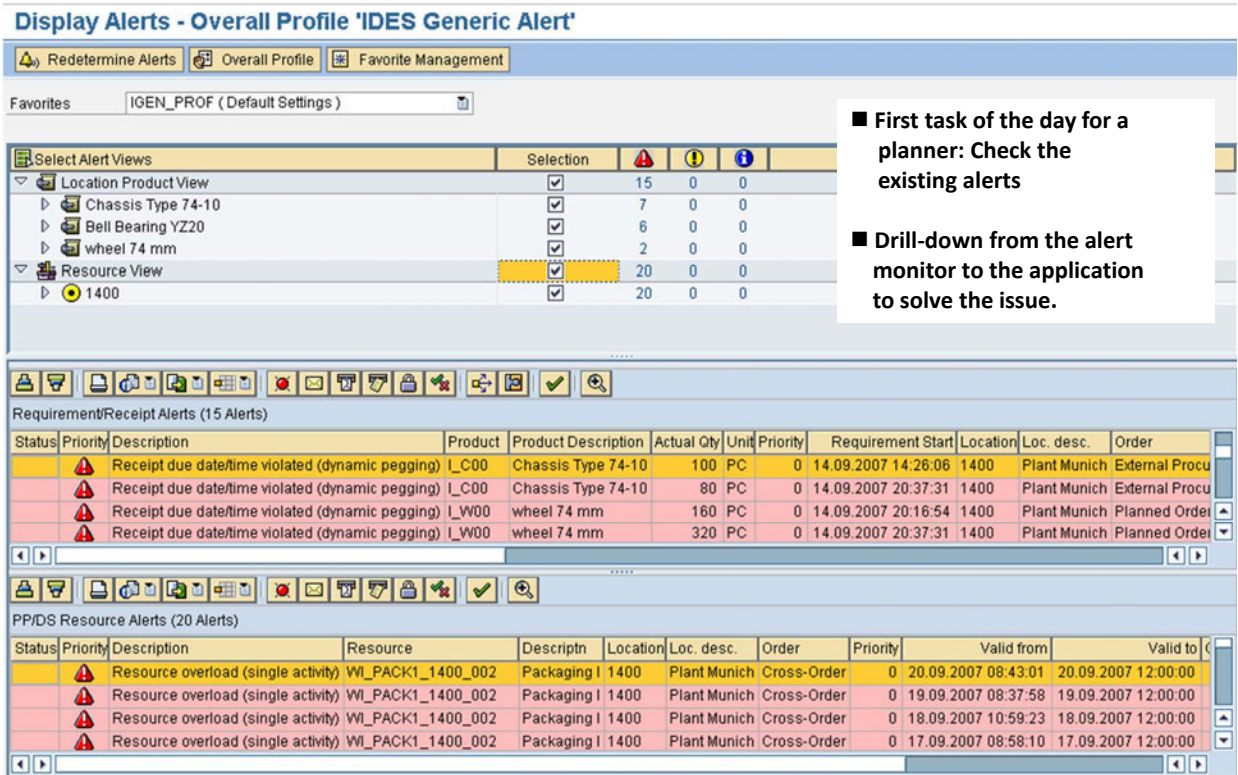 Display Alerts - Overall Profile 'IDES Generic Alert'
Redetermine Alerts Overall Profile Favorite Management
Favorites IGEN_PROF ( Default Settings )
■ First task of the day for a
planner: Check the
existing alerts
■ Drill-down from the alert
monitor to the application
to solve the issue.
Select Alert Views Selection
Location Product View 15 0 0
Chassis Type 74-10 7 0 0
Bell Bearing YZ20 6 0 0
wheel 74 mm 2 0 0
Resource View 20 0 0
1400 20 0 0
Requirement/Receipt Alerts (15 Alerts)
Status Priority Description Product Product Description Actual Qty Unit Priority Requirement Start Location Loc. desc. Order
Receipt due date/time violated (dynamic pegging) I_C00 Chassis Type 74-10 100 PC 0 14.09.2007 14:26:06 1400 Plant Munich External Procu
Receipt due date/time violated (dynamic pegging) I_C00 Chassis Type 74-10 80 PC 0 14.09.2007 20:37:31 1400 Plant Munich External Procu
Receipt due date/time violated (dynamic pegging) I_W00 wheel 74 mm 160 PC 0 14.09.2007 20:16:54 1400 Plant Munich Planned Order
Receipt due date/time violated (dynamic pegging) I_W00 wheel 74 mm 320 PC 0 14.09.2007 20:37:31 1400 Plant Munich Planned Order
PP/DS Resource Alerts (20 Alerts)
Status Priority Description Resource Descriptn Location Loc. desc. Order Priority Valid from Valid to
Resource overload (single activity) WI_PACK1_1400_002 Packaging l 1400 Plant Munich Cross-Order 0 20.09.2007 08:43:01 20.09.2007 12:00:00
Resource overload (single activity) WI_PACK1_1400_002 Packaging l 1400 Plant Munich Cross-Order 0 19.09.2007 08:37:58 19.09.2007 12:00:00
Resource overload (single activity) WI_PACK1_1400_002 Packaging l 1400 Plant Munich Cross-Order 0 18.09.2007 10:59:23 18.09.2007 12:00:00
Resource overload (single activity) WI_PACK1_1400_002 Packaging l 1400 Plant Munich Cross-Order 0 17.09.2007 08:58:10 17.09.2007 12:00:00